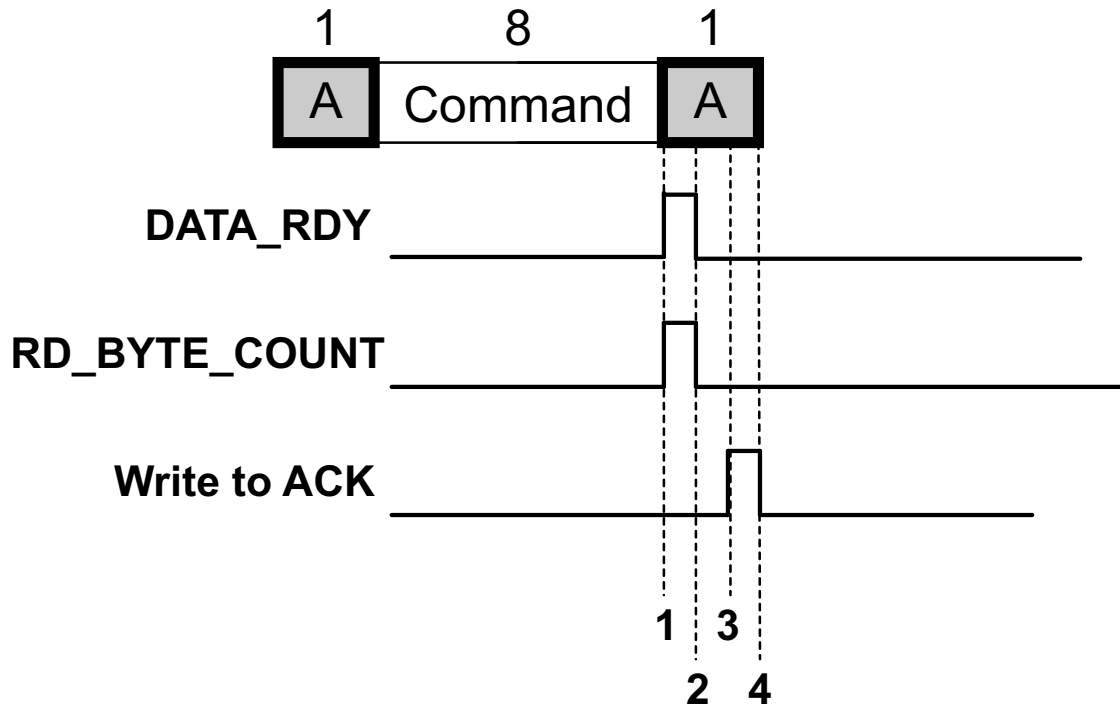 1 8 1
A Command A
DATA_RDY
RD_BYTE_COUNT
Write to ACK
1 3
2 4